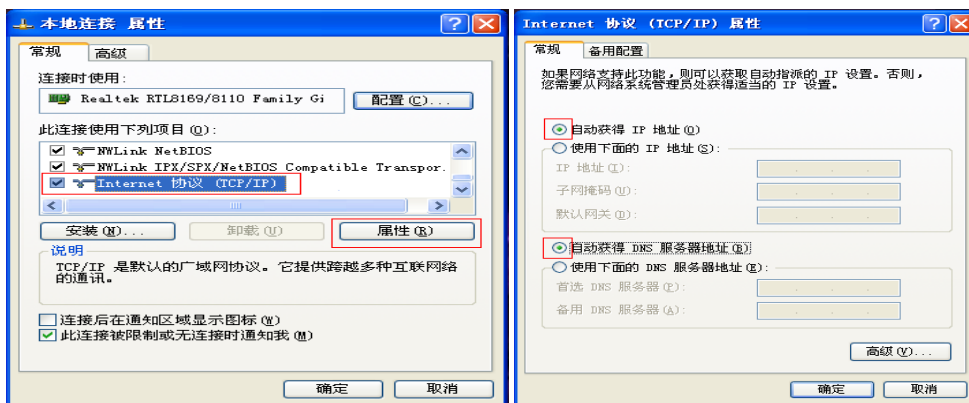 本地连接 属性
常规
高级
连接时使用:
Realtek RTL8169/8110 Family Gi
配置(C)...
此连接使用下列项目(O):
NWLink NetBIOS
NWLink IPX/SPX/NetBIOS Compatible Transpor.
Internet 协议 (TCP/IP)
安装(N)...
卸载(U)
属性(R)
说明
TCP/IP 是默认的广域网协议。它提供跨越多种互联网络
的通讯。
连接后在通知区域显示图标(W)
此连接被限制或无连接时通知我(M)
确定
取消
Internet 协议 (TCP/IP) 属性
常规
备用配置
如果网络支持此功能，则可以获取自动指派的 IP 设置。否则，
您需要从网络系统管理员处获得适当的 IP 设置。
自动获得 IP 地址(O)
使用下面的 IP 地址(S):
IP 地址(I):
子网掩码(U):
默认网关(D):
自动获得 DNS 服务器地址(B)
使用下面的 DNS 服务器地址(E):
首选 DNS 服务器(P):
备用 DNS 服务器(A):
高级(V)...
确定
取消